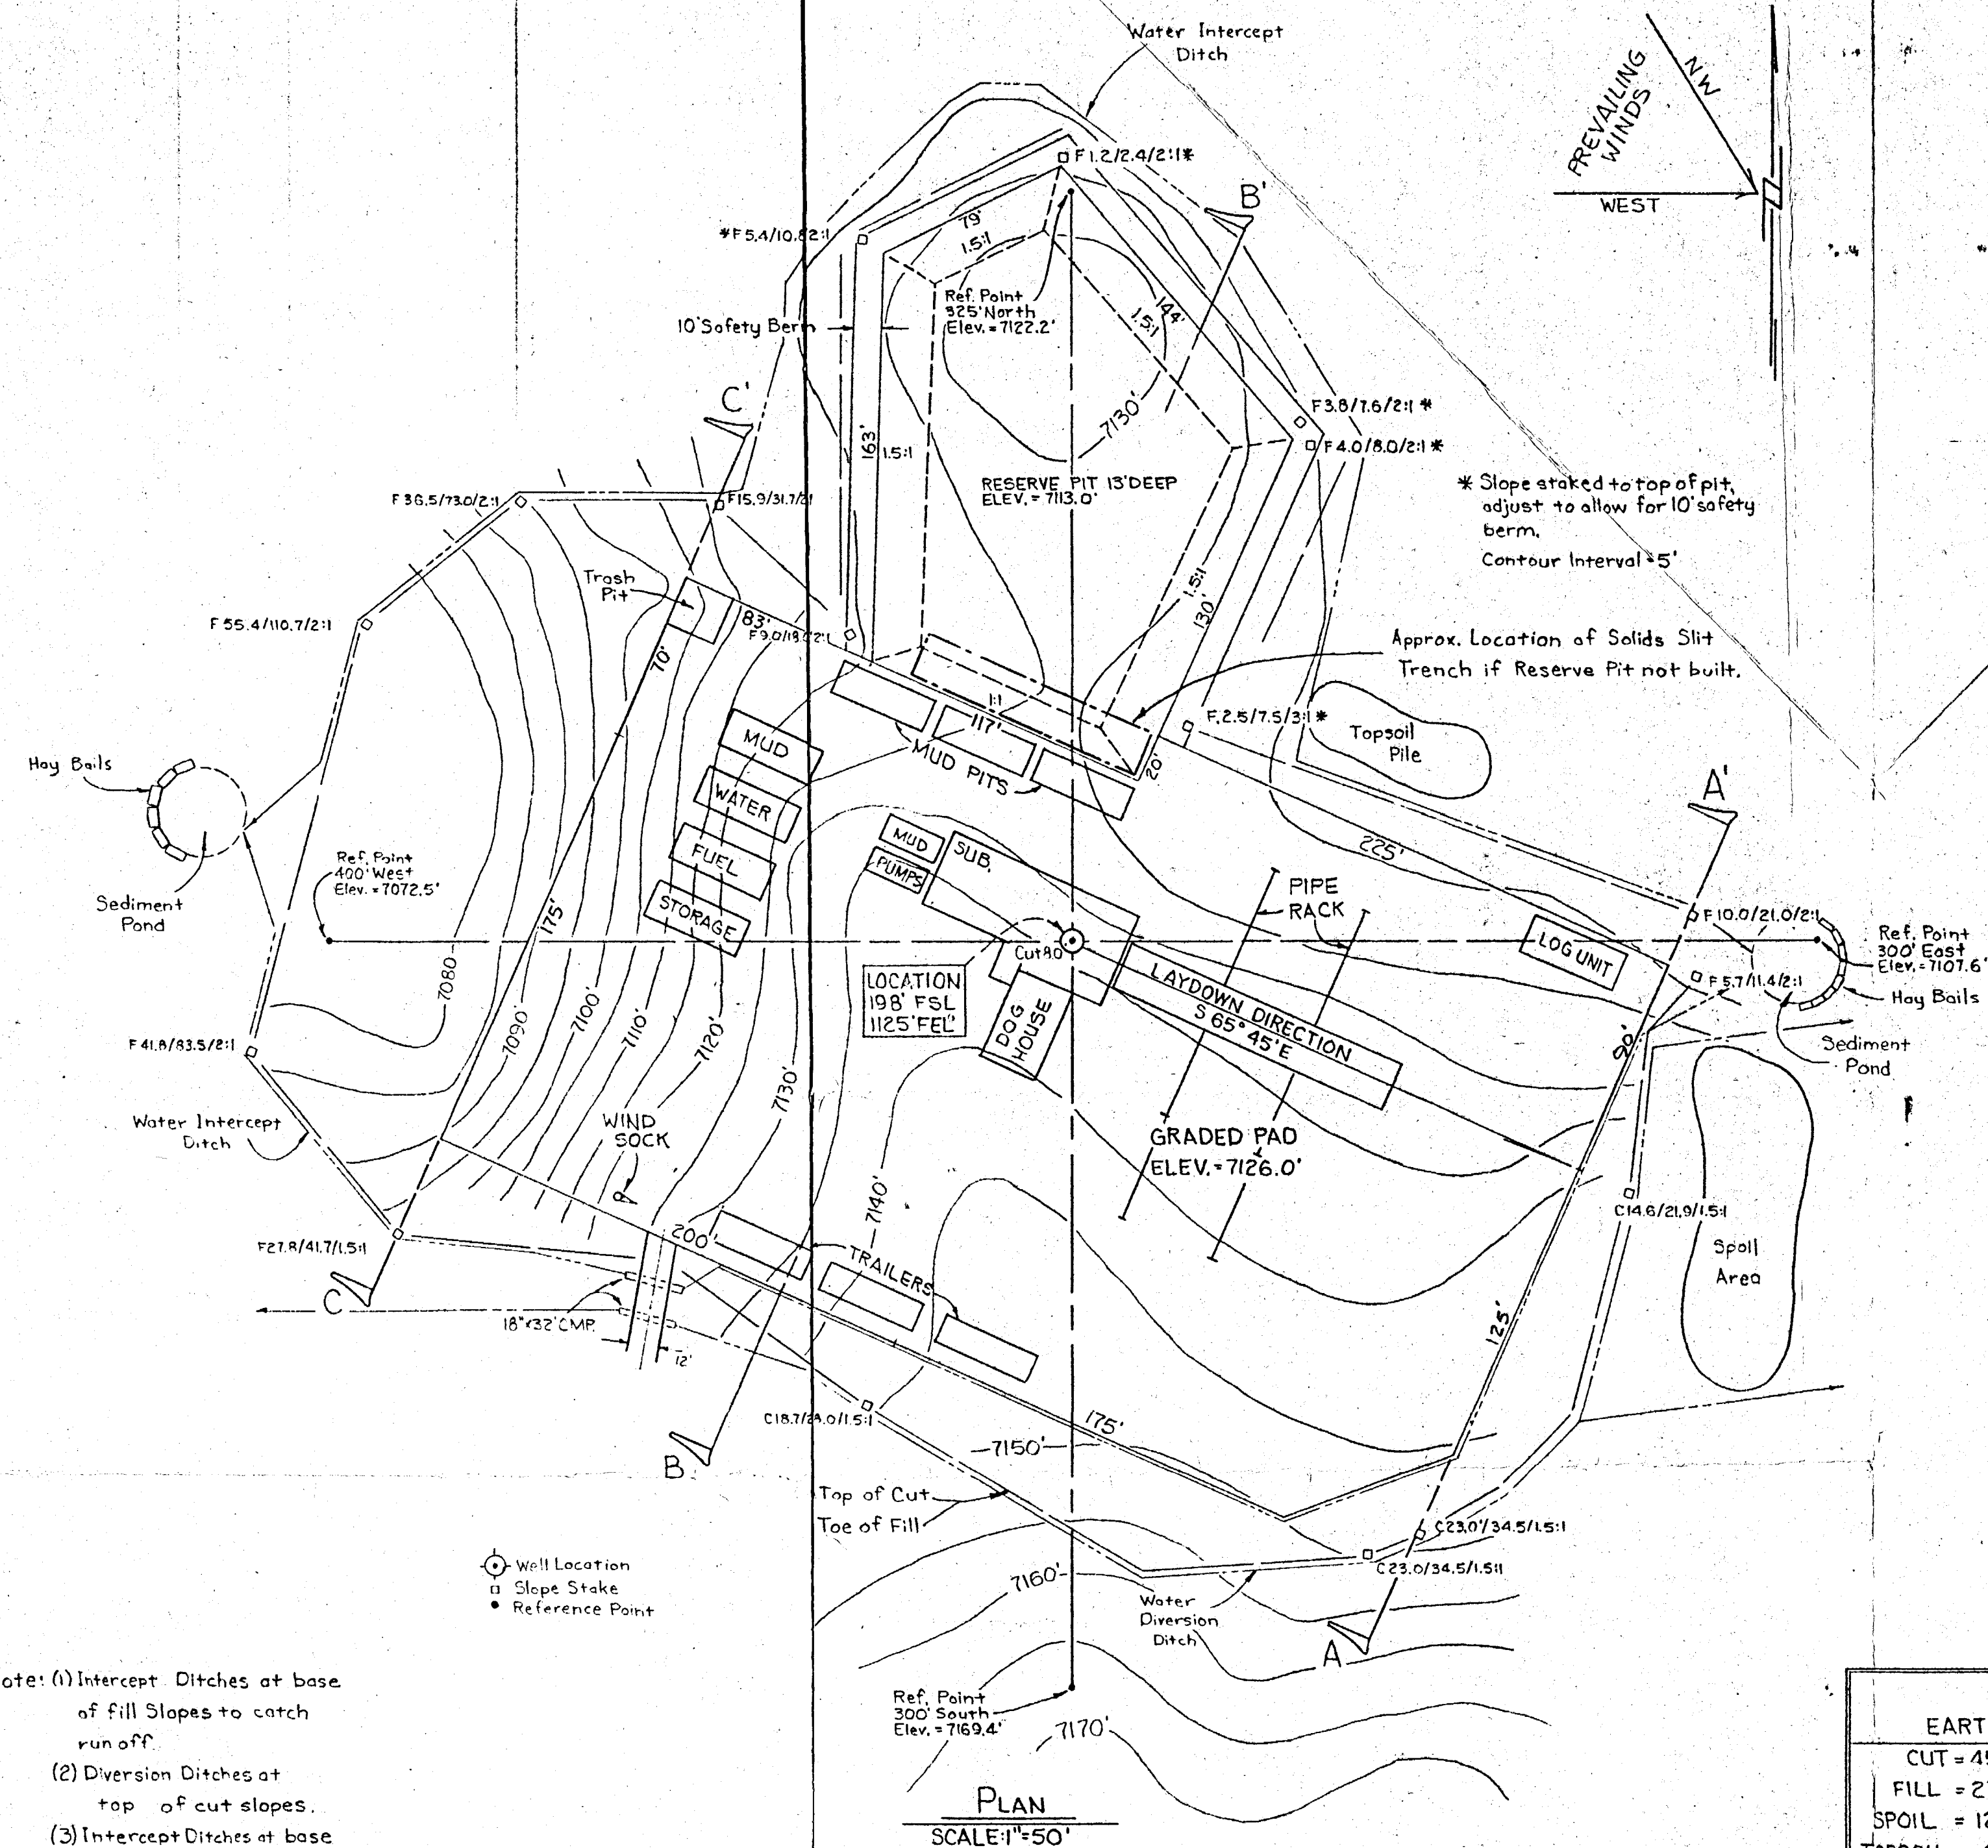 Water Intercept
Ditch
PREVAILING
WINDS
NW
WEST
F1.2/2.4/2:1*
B'
79'
1.5:1
Ref. Point
325' North
Elev. = 7122.2'
144'
1.5:1
10' Safety Berm
C'
163'
1.5:1
7130'
F3.8/7.6/2:1 *
F4.0/8.0/2:1 *
RESERVE PIT 13' DEEP
ELEV. = 7113.0'
* Slope staked to top of pit,
adjust to allow for 10' safety
berm.
Contour Interval = 5'
F 36.5/73.0/2:1
F15.9/31.7/2:1
Trash
Pit
83'
70'
F 55.4/110.7/2:1
1.5:1
130'
Approx. Location of Solids Slit
Trench if Reserve Pit not built.
1:1
117'
F.2.5/7.5/3:1 *
20'
Topsoil
Pile
MUD PITS
MUD
WATER
FUEL
STORAGE
Hay Bails
Sediment
Pond
Ref. Point
400' West
Elev. = 7072.5'
175'
MUD
PUMPS
SUB.
225'
A'
PIPE
RACK
F10.0/21.0/2:1
LOG UNIT
F 5.7/11.4/2:1
Ref. Point
300' East
Elev. = 7107.6'
Hay Bails
Sediment
Pond
90'
Cut 8.0
LOCATION
198' FSL
1125' FEL
DOG
HOUSE
LAYDOWN DIRECTION
S 65° 45' E
7080'
7090'
7100'
7110'
7120'
7130'
F 41.8/83.5/2:1
Water Intercept
Ditch
WIND
SOCK
GRADED PAD
ELEV. = 7126.0'
7140'
C14.6/21.9/1.5:1
Spoil
Area
F27.8/41.7/1.5:1
200'
TRAILERS
C
18"x32' CMP.
12'
125'
175'
7150'
B
Top of Cut
Toe of Fill
C23.0'/34.5/1.5:1
C23.0/34.5/1.5:1
7160'
Water
Diversion
Ditch
A
Well Location
Slope Stake
Reference Point
Ref. Point
300' South
Elev. = 7169.4'
7170'
ote: (1) Intercept Ditches at base
of fill Slopes to catch
run off.
(2) Diversion Ditches at
top of cut slopes.
(3) Intercept Ditches at base
PLAN
SCALE: 1"=50'
EART
CUT = 4
FILL = 2
SPOIL = 12